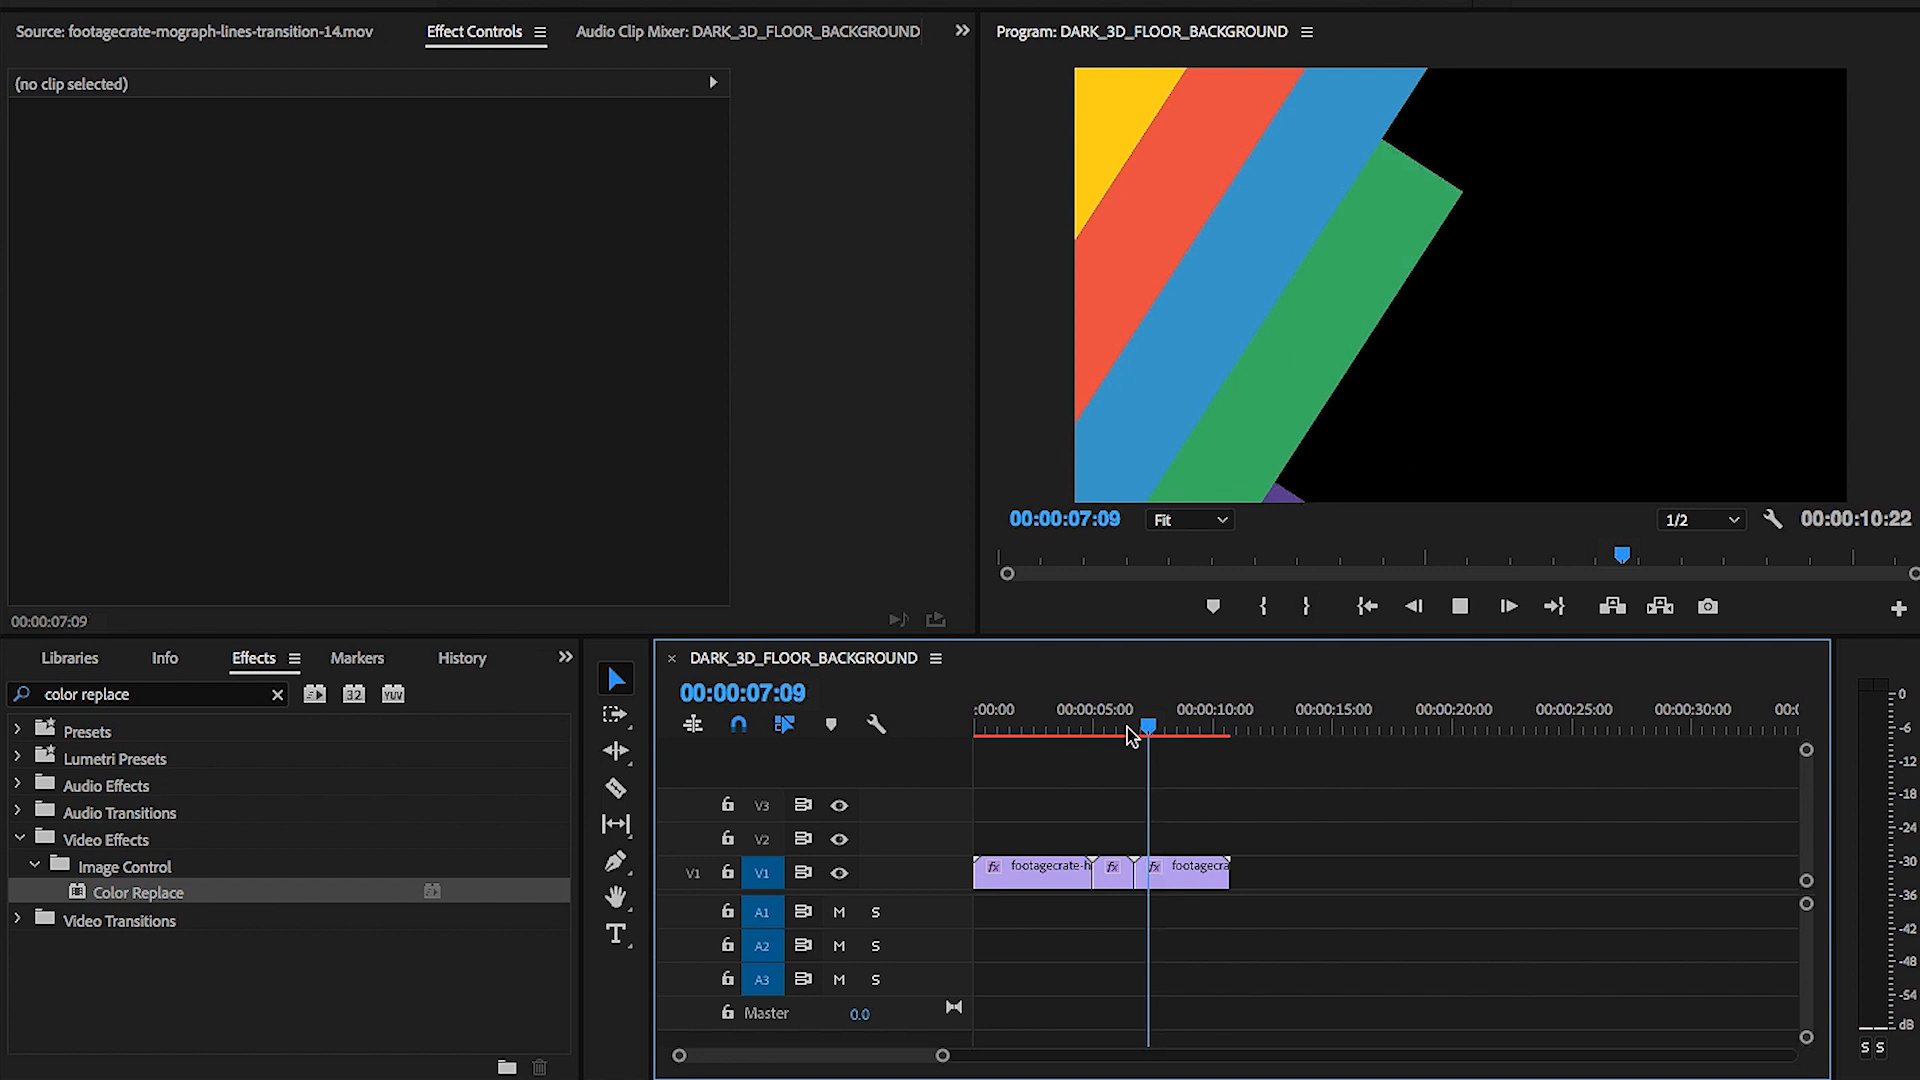 Source: footagecrate-mograph-lines-transition-14.mov
Effect Controls
Audio Clip Mixer: DARK_3D_FLOOR_BACKGROUND
Program: DARK_3D_FLOOR_BACKGROUND
(no clip selected)
00:00:07:09
Fit
1/2
00:00:10:22
00:00:07:09
Libraries
Info
Effects
Markers
History
color replace
32
YUV
Presets
Lumetri Presets
Audio Effects
Audio Transitions
Video Effects
Image Control
Color Replace
Video Transitions
T
× DARK_3D_FLOOR_BACKGROUND
00:00:07:09
:00:00
00:00:05:00
00:00:10:00
00:00:15:00
00:00:20:00
00:00:25:00
00:00:30:00
00:(
V3
V2
V1 V1
fx footagecrate-h
fx
fx footagecra
A1 M S
A2 M S
A3 M S
Master 0.0
0
-6
-12
-18
-24
-30
-36
-42
-48
-54
dB
S S